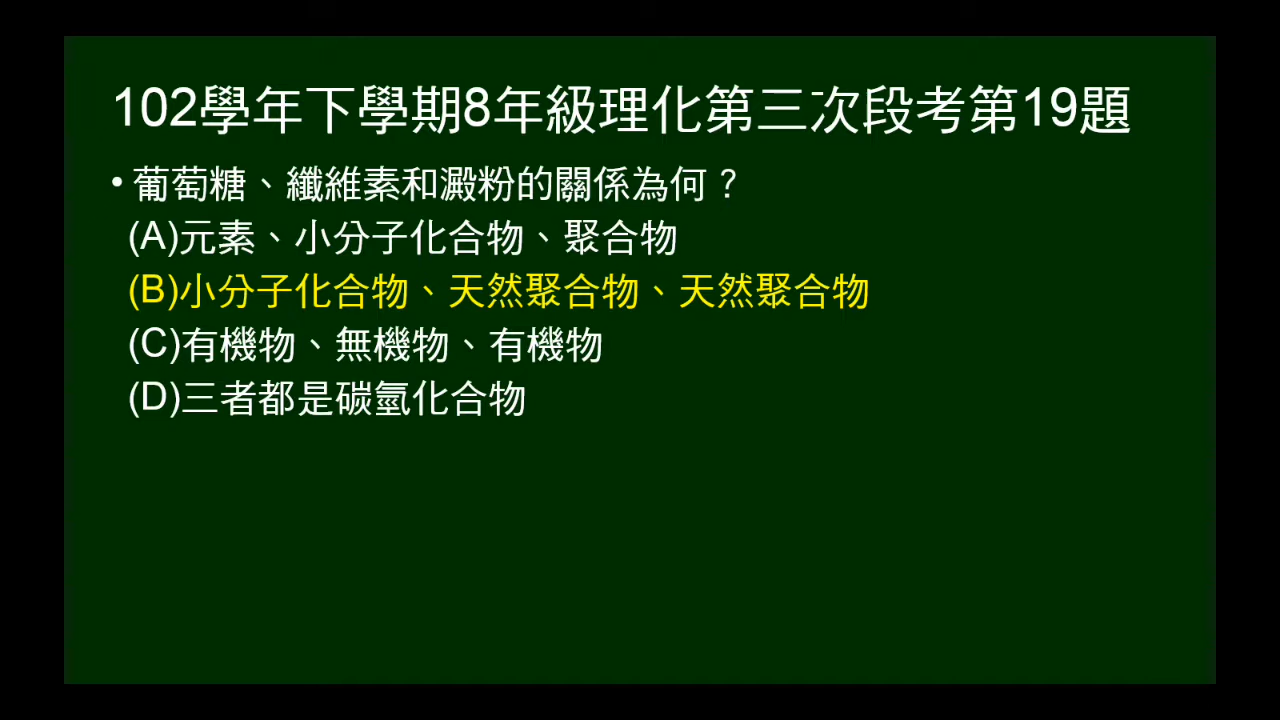 102學年下學期8年級理化第三次段考第19題
• 葡萄糖、纖維素和澱粉的關係為何？
(A)元素、小分子化合物、聚合物
(B)小分子化合物、天然聚合物、天然聚合物
(C)有機物、無機物、有機物
(D)三者都是碳氫化合物